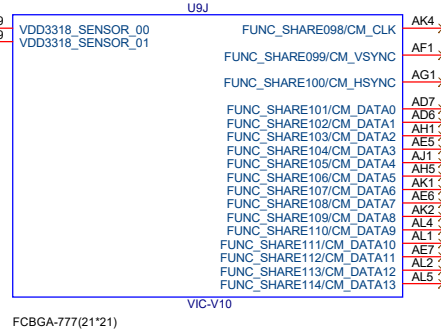 U9J
9 VDD3318_SENSOR_00 FUNC_SHARE098/CM_CLK AK4
9 VDD3318_SENSOR_01
FUNC_SHARE099/CM_VSYNC AF1
FUNC_SHARE100/CM_HSYNC AG1
FUNC_SHARE101/CM_DATA0 AD7
FUNC_SHARE102/CM_DATA1 AD6
FUNC_SHARE103/CM_DATA2 AH1
FUNC_SHARE104/CM_DATA3 AE5
FUNC_SHARE105/CM_DATA4 AJ1
FUNC_SHARE106/CM_DATA5 AH5
FUNC_SHARE107/CM_DATA6 AK1
FUNC_SHARE108/CM_DATA7 AE6
FUNC_SHARE109/CM_DATA8 AK2
FUNC_SHARE110/CM_DATA9 AL4
FUNC_SHARE111/CM_DATA10 AL1
FUNC_SHARE112/CM_DATA11 AE7
FUNC_SHARE113/CM_DATA12 AL2
FUNC_SHARE114/CM_DATA13 AL5
VIC-V10
FCBGA-777(21*21)